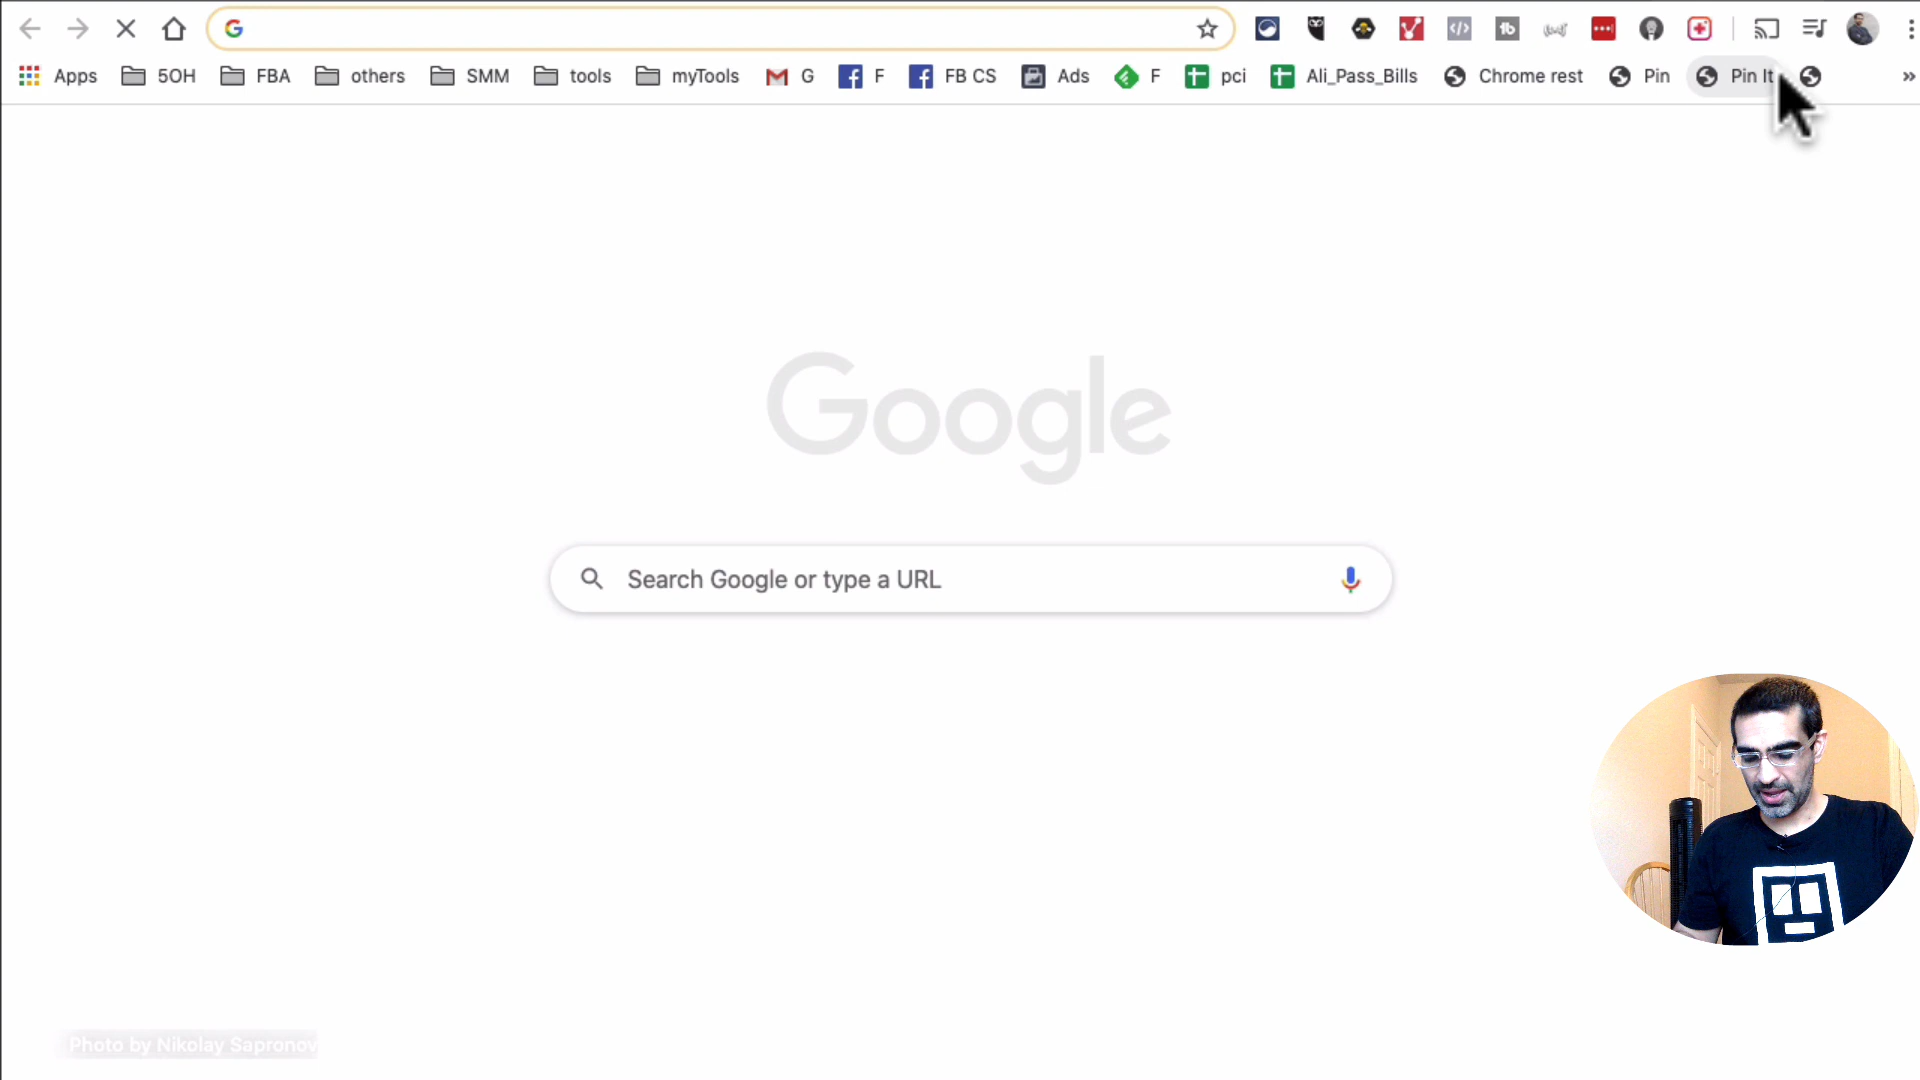 Apps 5OH FBA others SMM tools myTools G F FB CS Ads F pci Ali_Pass_Bills Chrome rest Pin Pin It »
Google
Search Google or type a URL
Photo by Nikolay Sapronov